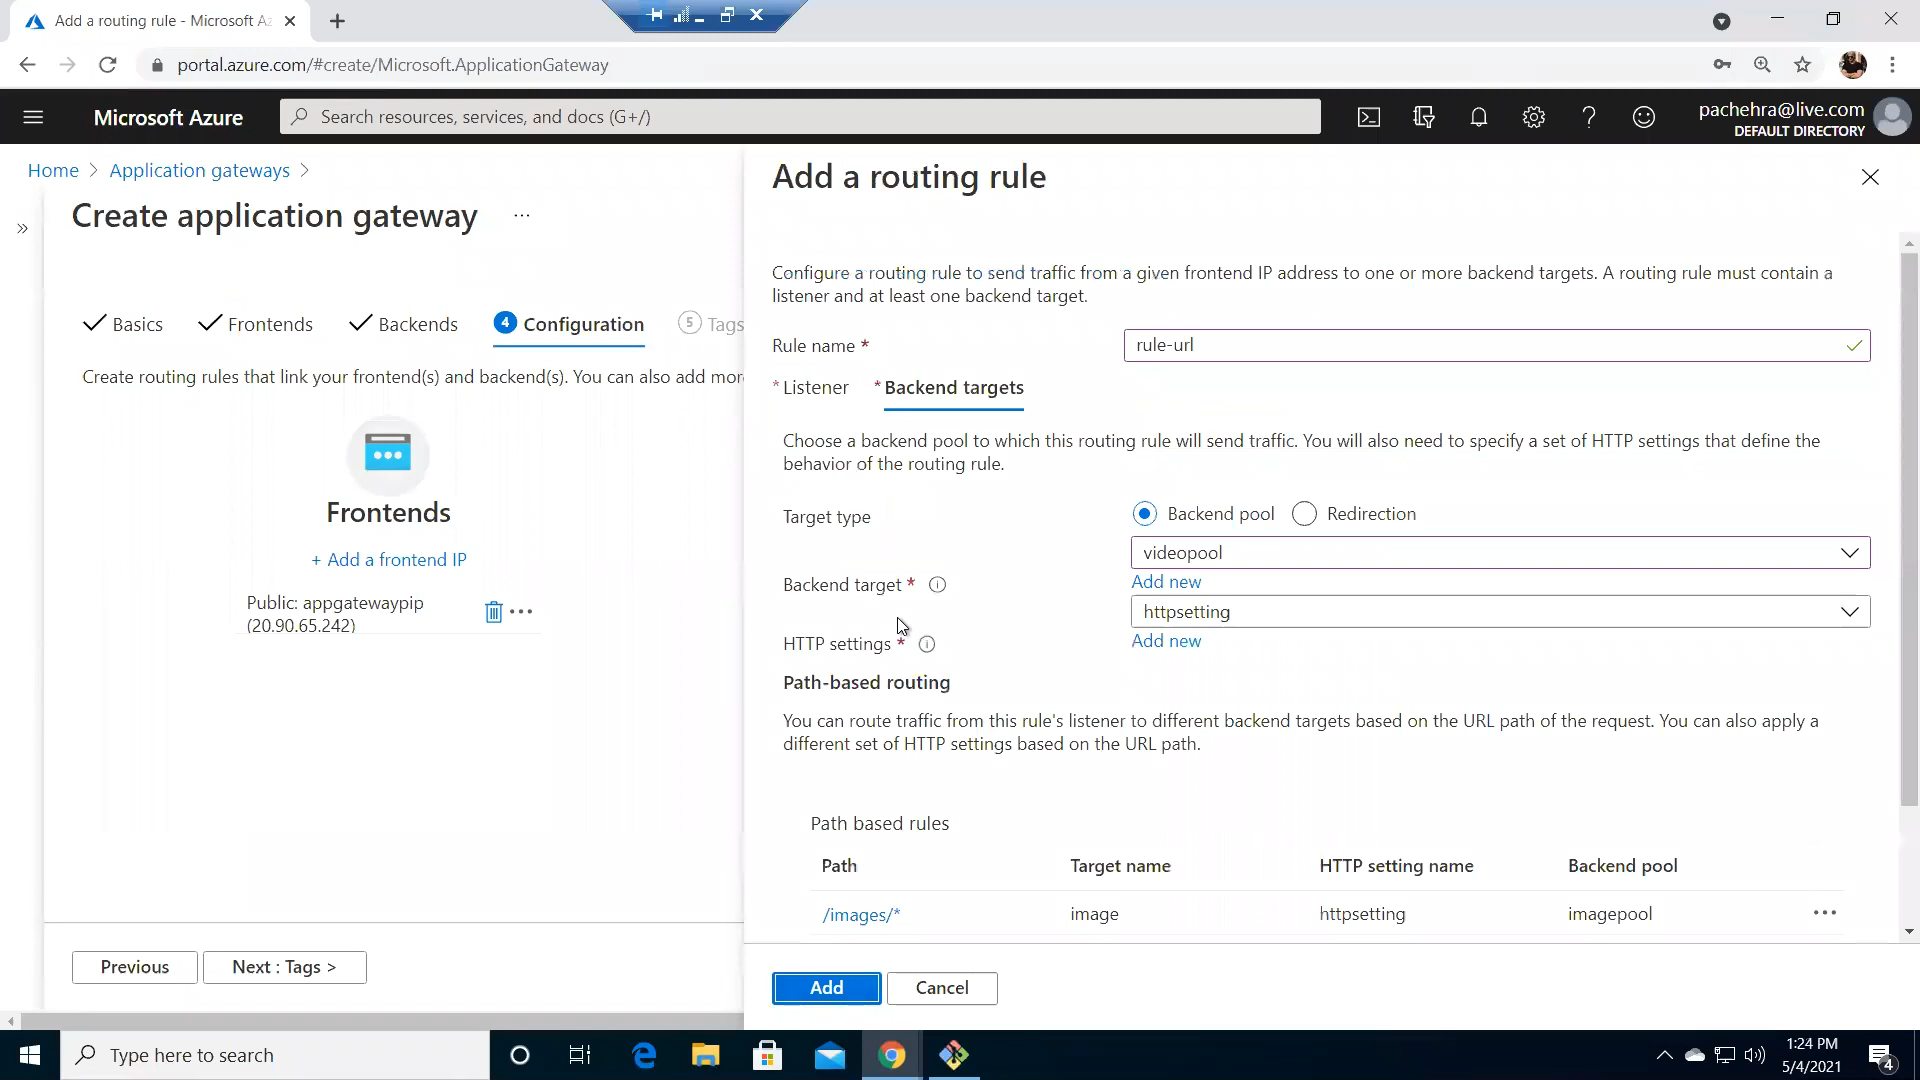 Add a routing rule - Microsoft Az
portal.azure.com/#create/Microsoft.ApplicationGateway
Microsoft Azure
Search resources, services, and docs (G+/)
pachehra@live.com
DEFAULT DIRECTORY
Home > Application gateways >
Create application gateway ...
Basics
Frontends
Backends
4 Configuration
5 Tags
Create routing rules that link your frontend(s) and backend(s). You can also add mor
Frontends
+ Add a frontend IP
Public: appgatewaypip
(20.90.65.242)
Previous
Next : Tags >
Add a routing rule
Configure a routing rule to send traffic from a given frontend IP address to one or more backend targets. A routing rule must contain a
listener and at least one backend target.
Rule name *
rule-url
* Listener
* Backend targets
Choose a backend pool to which this routing rule will send traffic. You will also need to specify a set of HTTP settings that define the
behavior of the routing rule.
Target type
Backend pool
Redirection
videopool
Backend target *
Add new
httpsetting
HTTP settings *
Add new
Path-based routing
You can route traffic from this rule's listener to different backend targets based on the URL path of the request. You can also apply a
different set of HTTP settings based on the URL path.
Path based rules
Path Target name HTTP setting name Backend pool
/images/* image httpsetting imagepool
Add
Cancel
Type here to search
1:24 PM
5/4/2021
4